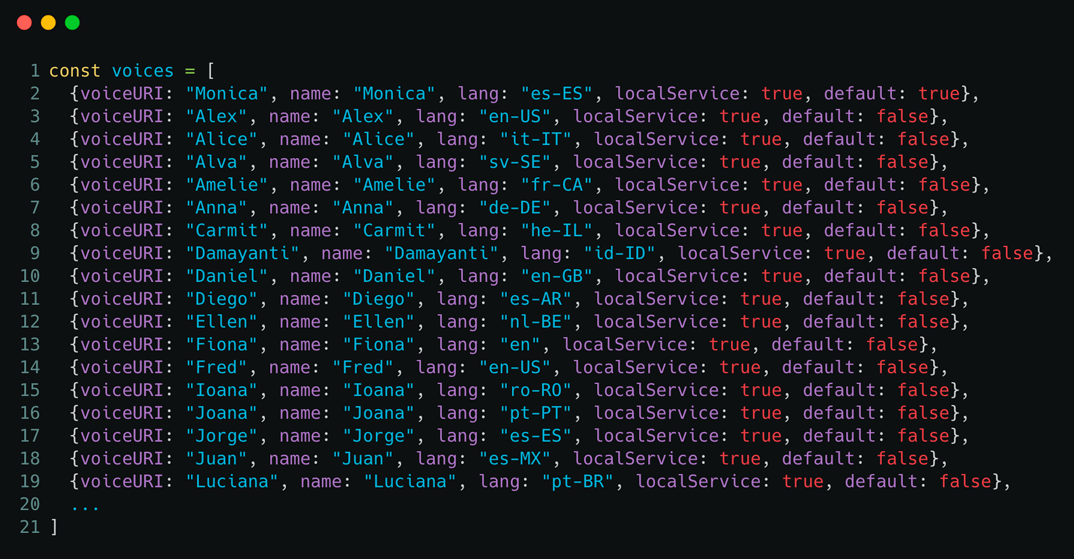 1 const voices = [
2 {voiceURI: "Monica", name: "Monica", lang: "es-ES", localService: true, default: true},
3 {voiceURI: "Alex", name: "Alex", lang: "en-US", localService: true, default: false},
4 {voiceURI: "Alice", name: "Alice", lang: "it-IT", localService: true, default: false},
5 {voiceURI: "Alva", name: "Alva", lang: "sv-SE", localService: true, default: false},
6 {voiceURI: "Amelie", name: "Amelie", lang: "fr-CA", localService: true, default: false},
7 {voiceURI: "Anna", name: "Anna", lang: "de-DE", localService: true, default: false},
8 {voiceURI: "Carmit", name: "Carmit", lang: "he-IL", localService: true, default: false},
9 {voiceURI: "Damayanti", name: "Damayanti", lang: "id-ID", localService: true, default: false},
10 {voiceURI: "Daniel", name: "Daniel", lang: "en-GB", localService: true, default: false},
11 {voiceURI: "Diego", name: "Diego", lang: "es-AR", localService: true, default: false},
12 {voiceURI: "Ellen", name: "Ellen", lang: "nl-BE", localService: true, default: false},
13 {voiceURI: "Fiona", name: "Fiona", lang: "en", localService: true, default: false},
14 {voiceURI: "Fred", name: "Fred", lang: "en-US", localService: true, default: false},
15 {voiceURI: "Ioana", name: "Ioana", lang: "ro-RO", localService: true, default: false},
16 {voiceURI: "Joana", name: "Joana", lang: "pt-PT", localService: true, default: false},
17 {voiceURI: "Jorge", name: "Jorge", lang: "es-ES", localService: true, default: false},
18 {voiceURI: "Juan", name: "Juan", lang: "es-MX", localService: true, default: false},
19 {voiceURI: "Luciana", name: "Luciana", lang: "pt-BR", localService: true, default: false},
20 ...
21 ]